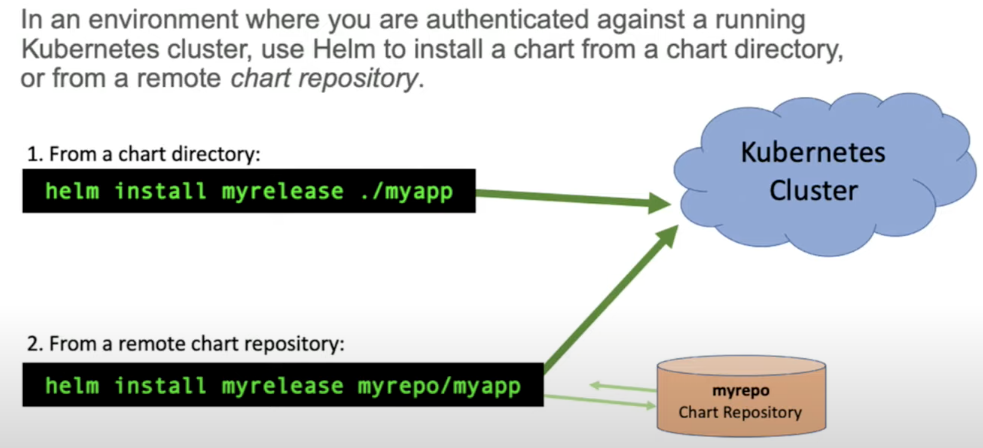 In an environment where you are authenticated against a running
Kubernetes cluster, use Helm to install a chart from a chart directory,
or from a remote chart repository.
1. From a chart directory:
helm install myrelease ./myapp
Kubernetes
Cluster
2. From a remote chart repository:
helm install myrelease myrepo/myapp
myrepo
Chart Repository